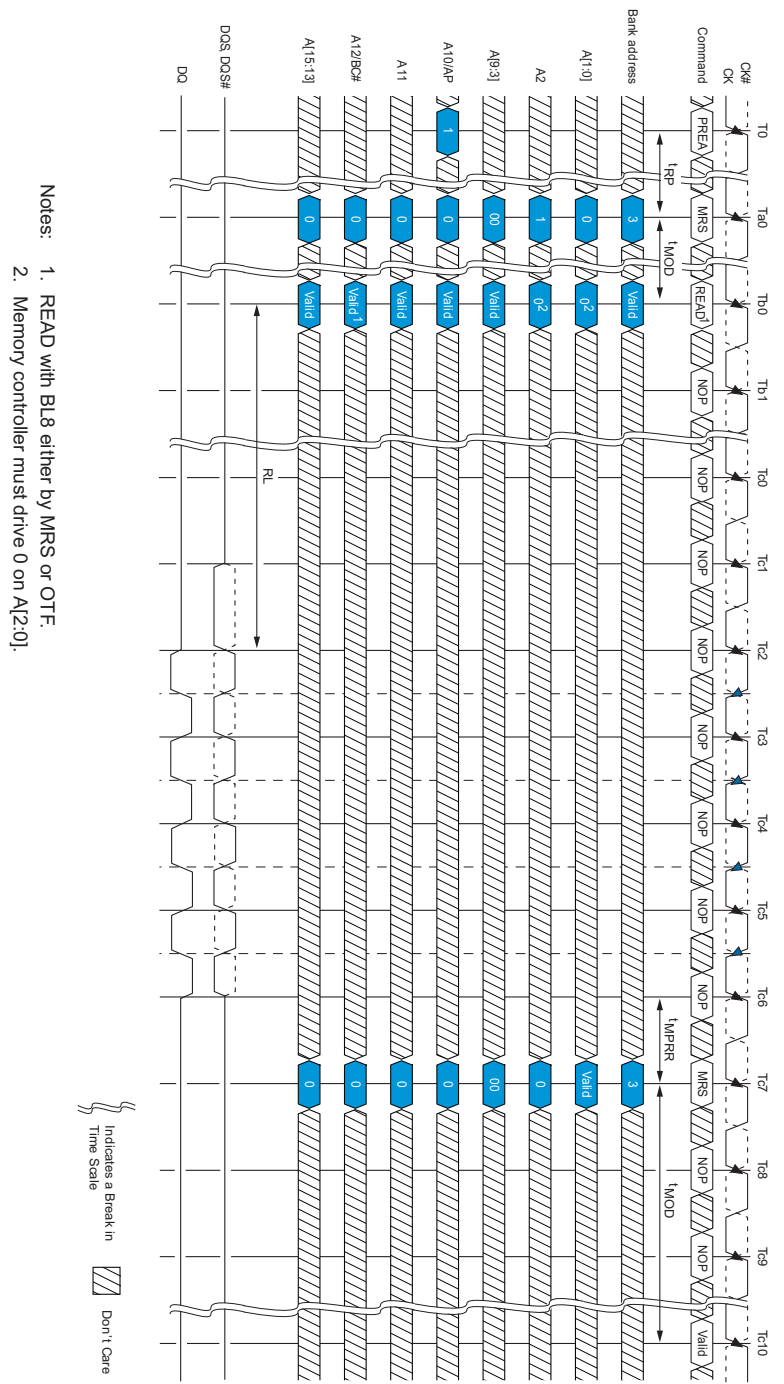 T0 Ta0 Tb0 Tb1 Tc0 Tc1 Tc2 Tc3 Tc4 Tc5 Tc6 Tc7 Tc8 Tc9 Tc10
CK#
CK
Command PREA MRS READ1 NOP NOP NOP NOP NOP NOP NOP NOP MRS NOP NOP Valid
tRP tMOD tMPRR tMOD
Bank address 3 Valid 3
A[1:0] 0 02 Valid
A2 1 02 0
A[9:3] 00 Valid 00
A10/AP 1 0 Valid 0
A11 0 Valid 0
A12/BC# 0 Valid1 0
A[15:13] 0 Valid 0
RL
DQS, DQS#
DQ
Indicates a Break in
Time Scale
Don't Care
Notes: 1. READ with BL8 either by MRS or OTF.
2. Memory controller must drive 0 on A[2:0].